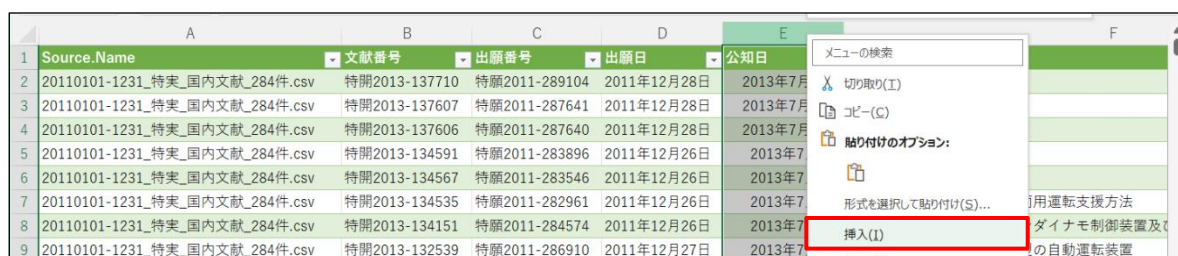 A B C D E F
1 Source.Name 文献番号 出願番号 出願日 公知日
2 20110101-1231_特実_国内文献_284件.csv 特開2013-137710 特願2011-289104 2011年12月28日 2013年7月
3 20110101-1231_特実_国内文献_284件.csv 特開2013-137607 特願2011-287641 2011年12月28日 2013年7月
4 20110101-1231_特実_国内文献_284件.csv 特開2013-137606 特願2011-287640 2011年12月28日 2013年7月
5 20110101-1231_特実_国内文献_284件.csv 特開2013-134591 特願2011-283896 2011年12月26日 2013年7
6 20110101-1231_特実_国内文献_284件.csv 特開2013-134567 特願2011-283546 2011年12月26日 2013年7
7 20110101-1231_特実_国内文献_284件.csv 特開2013-134535 特願2011-282961 2011年12月26日 2013年7 用運転支援方法
8 20110101-1231_特実_国内文献_284件.csv 特開2013-134151 特願2011-284574 2011年12月26日 2013年7 ダイナモ制御装置及び
9 20110101-1231_特実_国内文献_284件.csv 特開2013-132539 特願2011-286910 2011年12月27日 2013年7 の自動運転装置
メニューの検索
切り取り(T)
コピー(C)
貼り付けのオプション:
形式を選択して貼り付け(S)...
挿入(I)